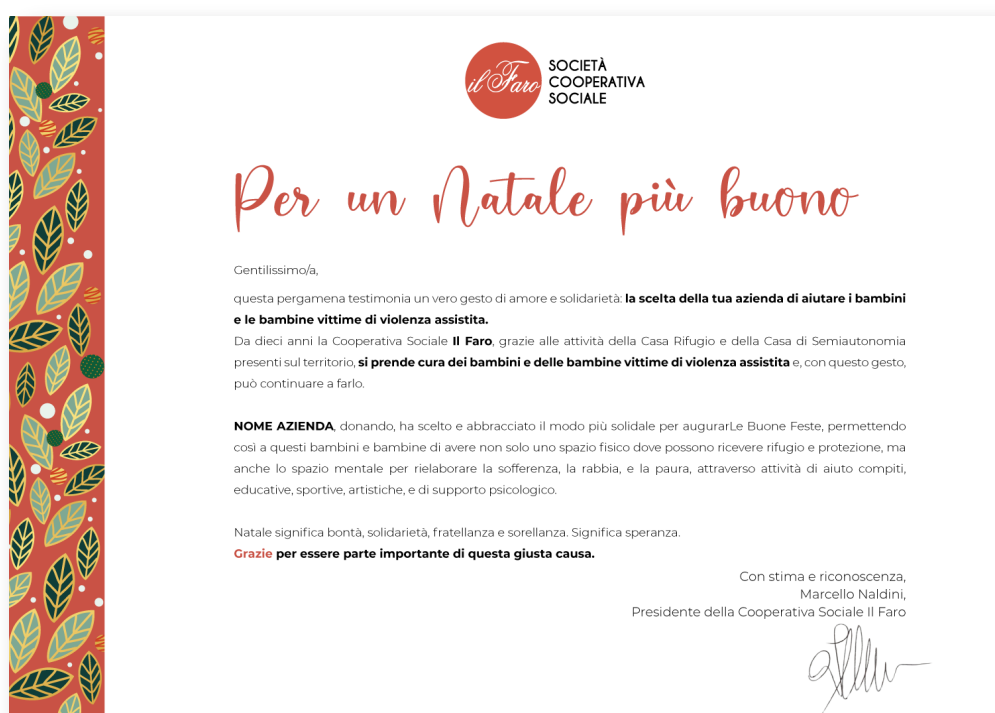 il Faro
SOCIETÀ
COOPERATIVA
SOCIALE
Per un Natale più buono
Gentilissimo/a,
questa pergamena testimonia un vero gesto di amore e solidarietà: la scelta della tua azienda di aiutare i bambini
e le bambine vittime di violenza assistita.
Da dieci anni la Cooperativa Sociale Il Faro, grazie alle attività della Casa Rifugio e della Casa di Semiautonomia
presenti sul territorio, si prende cura dei bambini e delle bambine vittime di violenza assistita e, con questo gesto,
può continuare a farlo.
NOME AZIENDA, donando, ha scelto e abbracciato il modo più solidale per augurarLe Buone Feste, permettendo
così a questi bambini e bambine di avere non solo uno spazio fisico dove possono ricevere rifugio e protezione, ma
anche lo spazio mentale per rielaborare la sofferenza, la rabbia, e la paura, attraverso attività di aiuto compiti,
educative, sportive, artistiche, e di supporto psicologico.
Natale significa bontà, solidarietà, fratellanza e sorellanza. Significa speranza.
Grazie per essere parte importante di questa giusta causa.
Con stima e riconoscenza,
Marcello Naldini,
Presidente della Cooperativa Sociale Il Faro